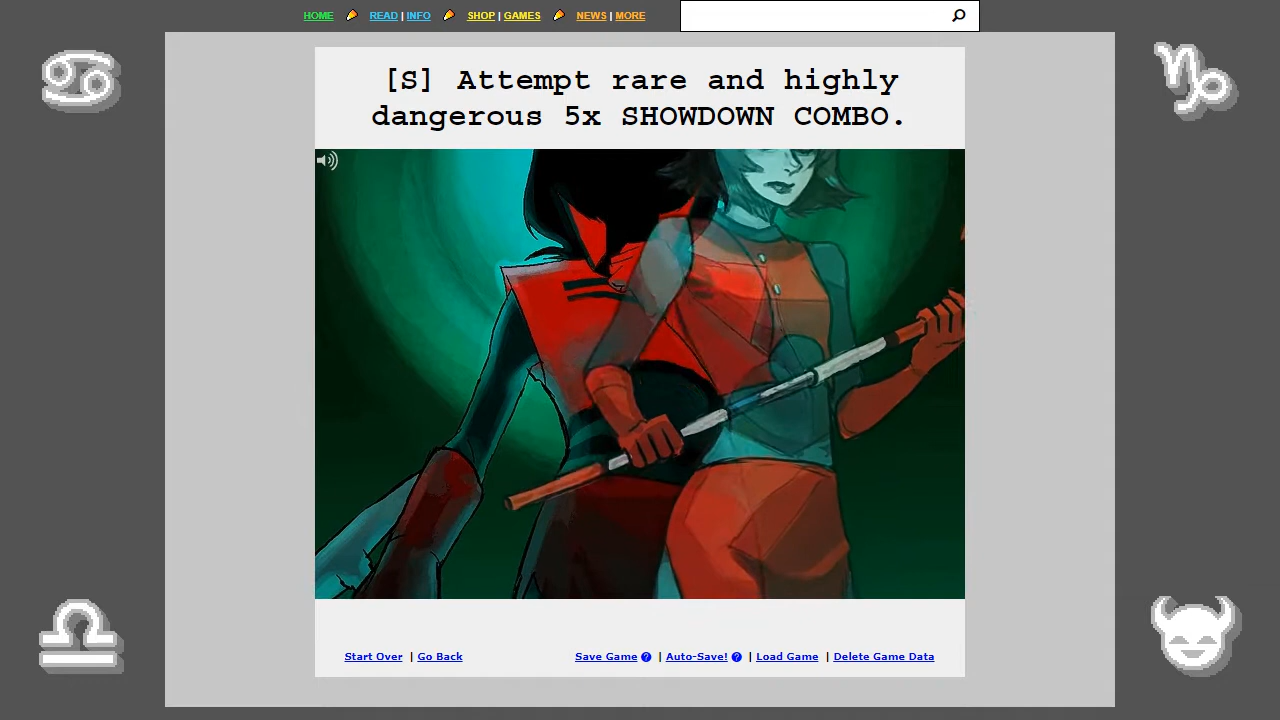 HOME READ | INFO SHOP | GAMES NEWS | MORE
[S] Attempt rare and highly
dangerous 5x SHOWDOWN COMBO.
Start Over | Go Back Save Game ? | Auto-Save! ? | Load Game | Delete Game Data